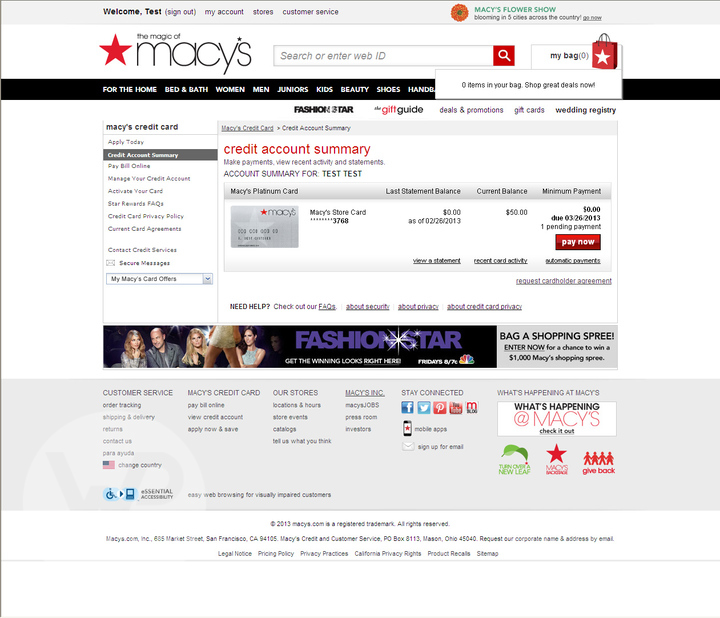 Welcome, Test (sign out) my account stores customer service
MACY'S FLOWER SHOW
blooming in 5 cities across the country! go now
the magic of
macy's
Search or enter web ID
my bag(0)
0 items in your bag. Shop great deals now!
FOR THE HOME BED & BATH WOMEN MEN JUNIORS KIDS BEAUTY SHOES HANDB
FASHION STAR the giftguide deals & promotions gift cards wedding registry
macy's credit card
Apply Today
Credit Account Summary
Pay Bill Online
Manage Your Credit Account
Activate Your Card
Star Rewards FAQs
Credit Card Privacy Policy
Current Card Agreements
Contact Credit Services
Secure Messages
My Macy's Card Offers
Macy's Credit Card > Credit Account Summary
credit account summary
Make payments, view recent activity and statements.
ACCOUNT SUMMARY FOR: TEST TEST
Macy's Platinum Card Last Statement Balance Current Balance Minimum Payment
macy's
Macy's Store Card
********3768
$0.00
as of 02/26/2013
$50.00
$0.00
due 03/26/2013
1 pending payment
pay now
view a statement recent card activity automatic payments
request cardholder agreement
NEED HELP? Check out our FAQs. about security about privacy about credit card privacy
FASHION STAR
GET THE WINNING LOOKS RIGHT HERE! FRIDAYS 8/7c NBC
BAG A SHOPPING SPREE!
ENTER NOW for a chance to win a
$1,000 Macy's shopping spree.
CUSTOMER SERVICE
order tracking
shipping & delivery
returns
contact us
para ayuda
change country
MACY'S CREDIT CARD
pay bill online
view credit account
apply now & save
OUR STORES
locations & hours
store events
catalogs
tell us what you think
MACY'S INC.
macysJOBS
press room
investors
STAY CONNECTED
mobile apps
sign up for email
WHAT'S HAPPENING AT MACY'S
WHAT'S HAPPENING
@MACY'S
check it out
TURN OVER A
NEW LEAF
MACY'S
BACKSTAGE
give back
eSSENTIAL
ACCESSIBILITY
easy web browsing for visually impaired customers
© 2013 macys.com is a registered trademark. All rights reserved.
Macys.com, Inc., 685 Market Street, San Francisco, CA 94105. Macy's Credit and Customer Service, PO Box 8113, Mason, Ohio 45040. Request our corporate name & address by email.
Legal Notice Pricing Policy Privacy Practices California Privacy Rights Product Recalls Sitemap